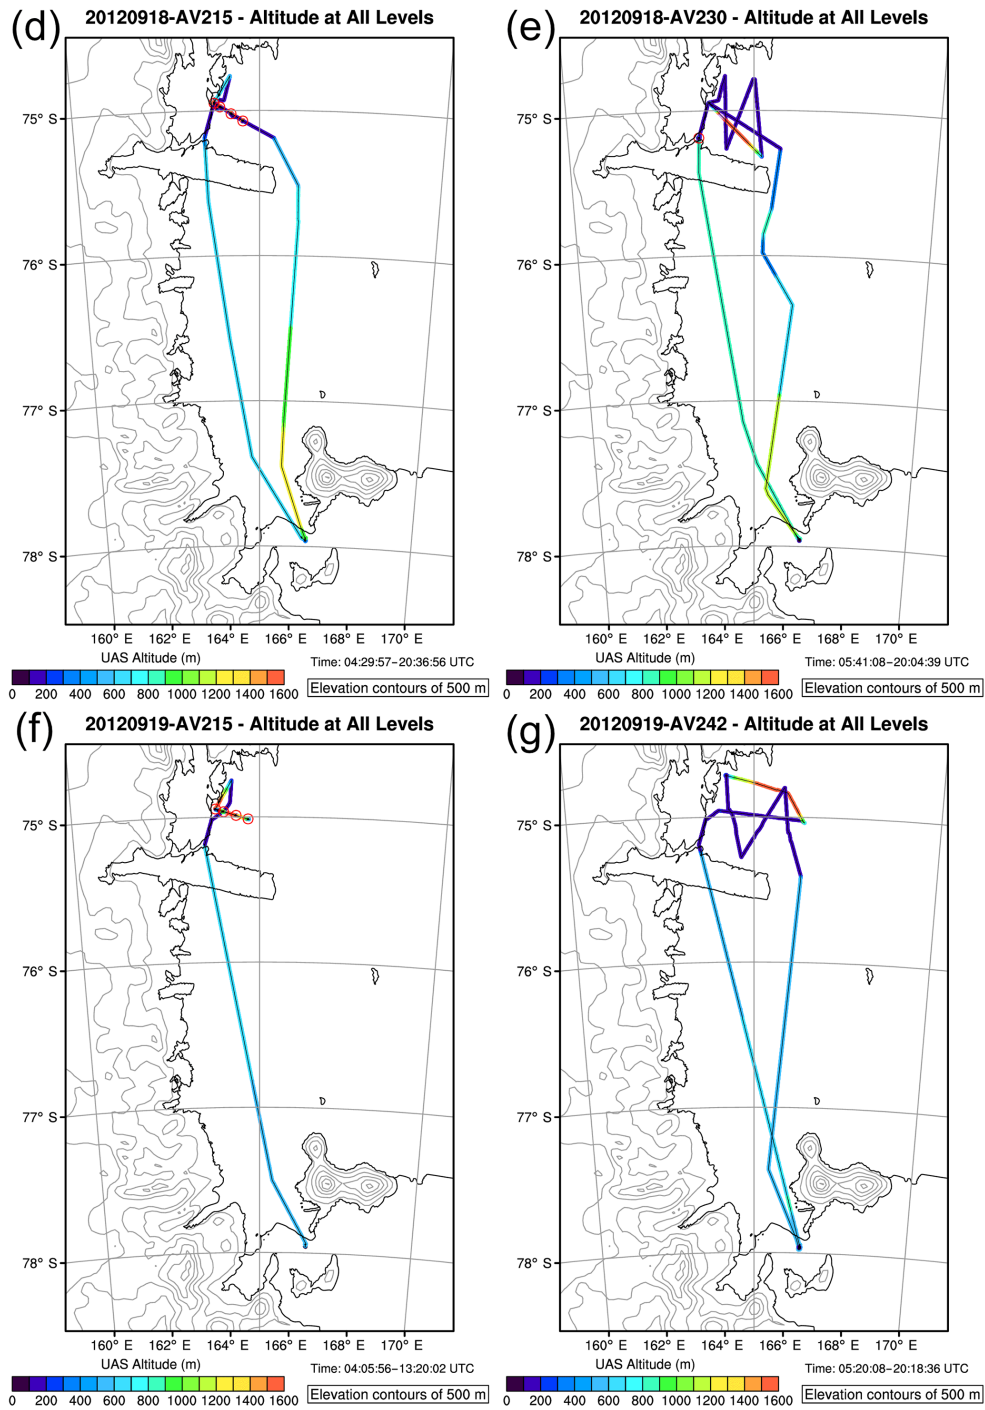 (d) 20120918-AV215 - Altitude at All Levels
75° S
76° S
77° S
78° S
160° E 162° E 164° E 166° E 168° E 170° E
UAS Altitude (m) Time: 04:29:57-20:36:56 UTC
0 200 400 600 800 1000 1200 1400 1600
Elevation contours of 500 m
(e) 20120918-AV230 - Altitude at All Levels
75° S
76° S
77° S
78° S
160° E 162° E 164° E 166° E 168° E 170° E
UAS Altitude (m) Time: 05:41:08-20:04:39 UTC
0 200 400 600 800 1000 1200 1400 1600
Elevation contours of 500 m
(f) 20120919-AV215 - Altitude at All Levels
75° S
76° S
77° S
78° S
160° E 162° E 164° E 166° E 168° E 170° E
UAS Altitude (m) Time: 04:05:56-13:20:02 UTC
0 200 400 600 800 1000 1200 1400 1600
Elevation contours of 500 m
(g) 20120919-AV242 - Altitude at All Levels
75° S
76° S
77° S
78° S
160° E 162° E 164° E 166° E 168° E 170° E
UAS Altitude (m) Time: 05:20:08-20:18:36 UTC
0 200 400 600 800 1000 1200 1400 1600
Elevation contours of 500 m